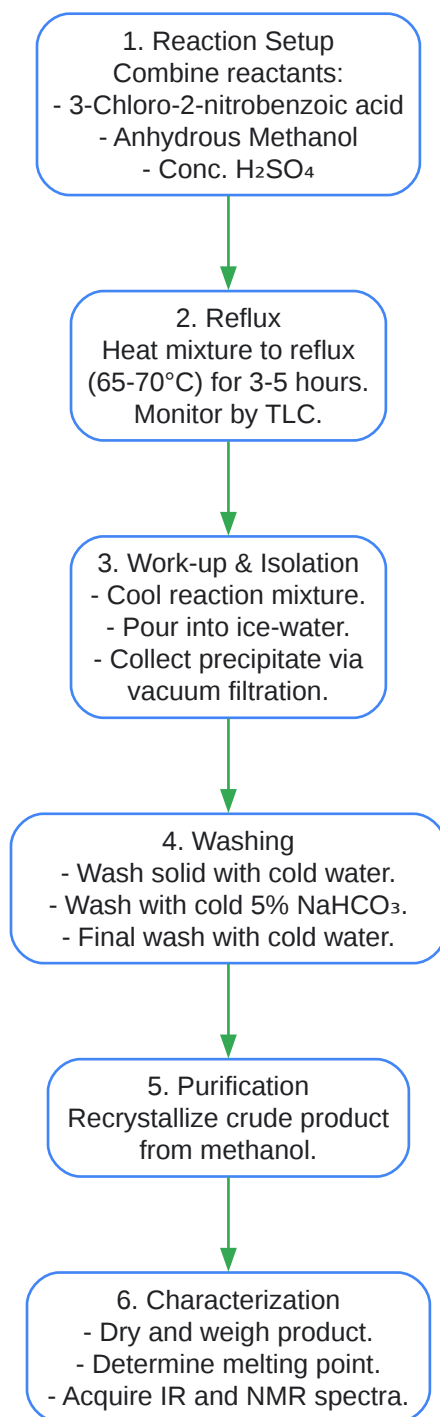 1. Reaction Setup
Combine reactants:
- 3-Chloro-2-nitrobenzoic acid
- Anhydrous Methanol
- Conc. H₂SO₄
2. Reflux
Heat mixture to reflux
(65-70°C) for 3-5 hours.
Monitor by TLC.
3. Work-up & Isolation
- Cool reaction mixture.
- Pour into ice-water.
- Collect precipitate via
vacuum filtration.
4. Washing
- Wash solid with cold water.
- Wash with cold 5% NaHCO₃.
- Final wash with cold water.
5. Purification
Recrystallize crude product
from methanol.
6. Characterization
- Dry and weigh product.
- Determine melting point.
- Acquire IR and NMR spectra.